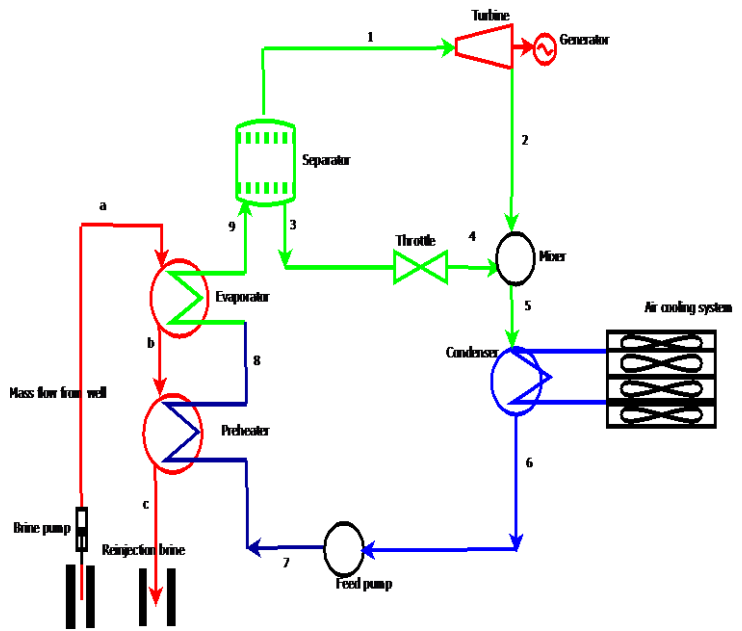 Turbine
1
Generator
2
Separator
a
9
3
Throttle
4
Mixer
Evaporator
5
Air cooling system
b
8
Condenser
Mass flow from well
Preheater
6
c
Brine pump
Reinjection brine
7
Feed pump